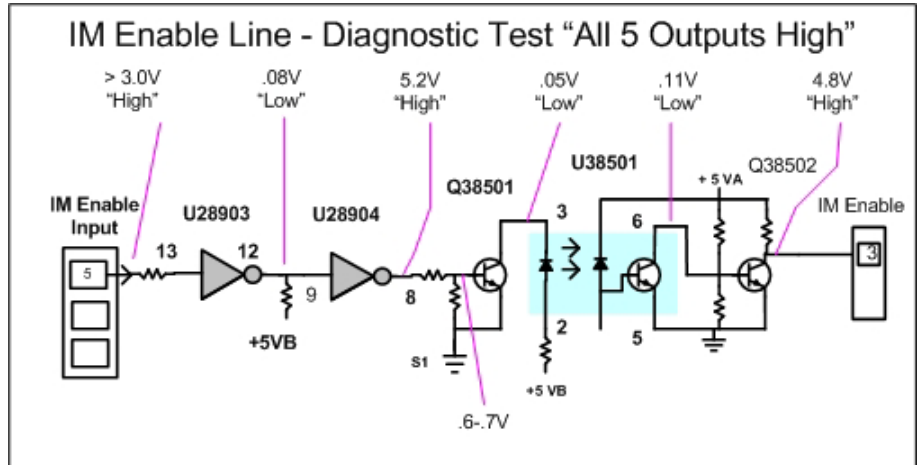 IM Enable Line - Diagnostic Test “All 5 Outputs High”
> 3.0V
“High”
.08V
“Low”
5.2V
“High”
.05V
“Low”
.11V
“Low”
4.8V
“High”
IM Enable
Input
U28903
U28904
Q38501
U38501
Q38502
+ 5 VA
IM Enable
5
13
12
9
8
3
6
2
5
3
+5VB
S1
+5 VB
.6-.7V